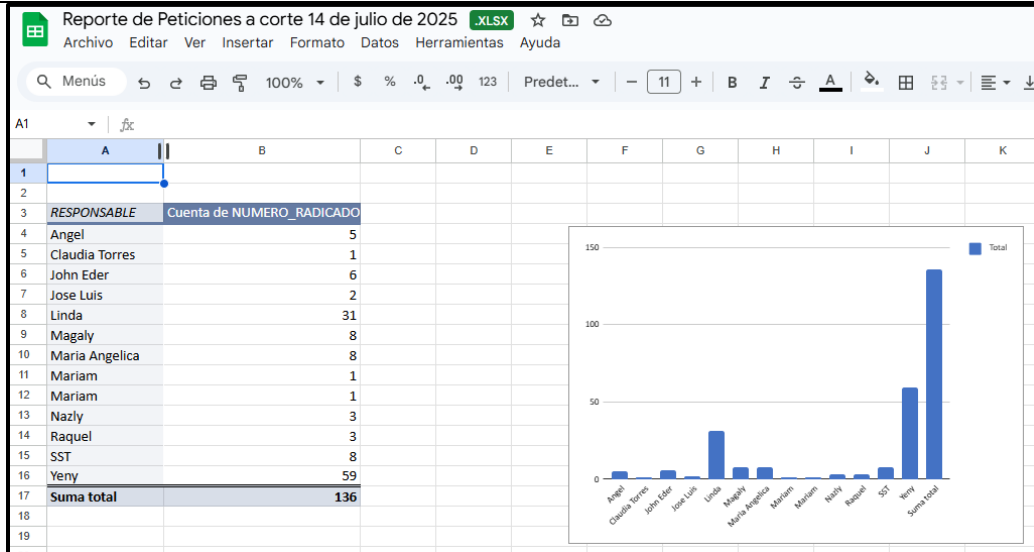 Reporte de Peticiones a corte 14 de julio de 2025 .XLSX
Archivo Editar Ver Insertar Formato Datos Herramientas Ayuda
Menús 100% $ % .0 .00 123 Predet... − 11 + B I A
A1 fx
A B C D E F G H I J K
1
2
3 RESPONSABLE Cuenta de NUMERO_RADICADO
4 Angel 5
5 Claudia Torres 1
6 John Eder 6
7 Jose Luis 2
8 Linda 31
9 Magaly 8
10 Maria Angelica 8
11 Mariam 1
12 Mariam 1
13 Nazly 3
14 Raquel 3
15 SST 8
16 Yeny 59
17 Suma total 136
18
19
150
100
50
0
Total
Angel Claudia Torres John Eder Jose Luis Linda Magaly Maria Angelica Mariam Mariam Nazly Raquel SST Yeny Suma total